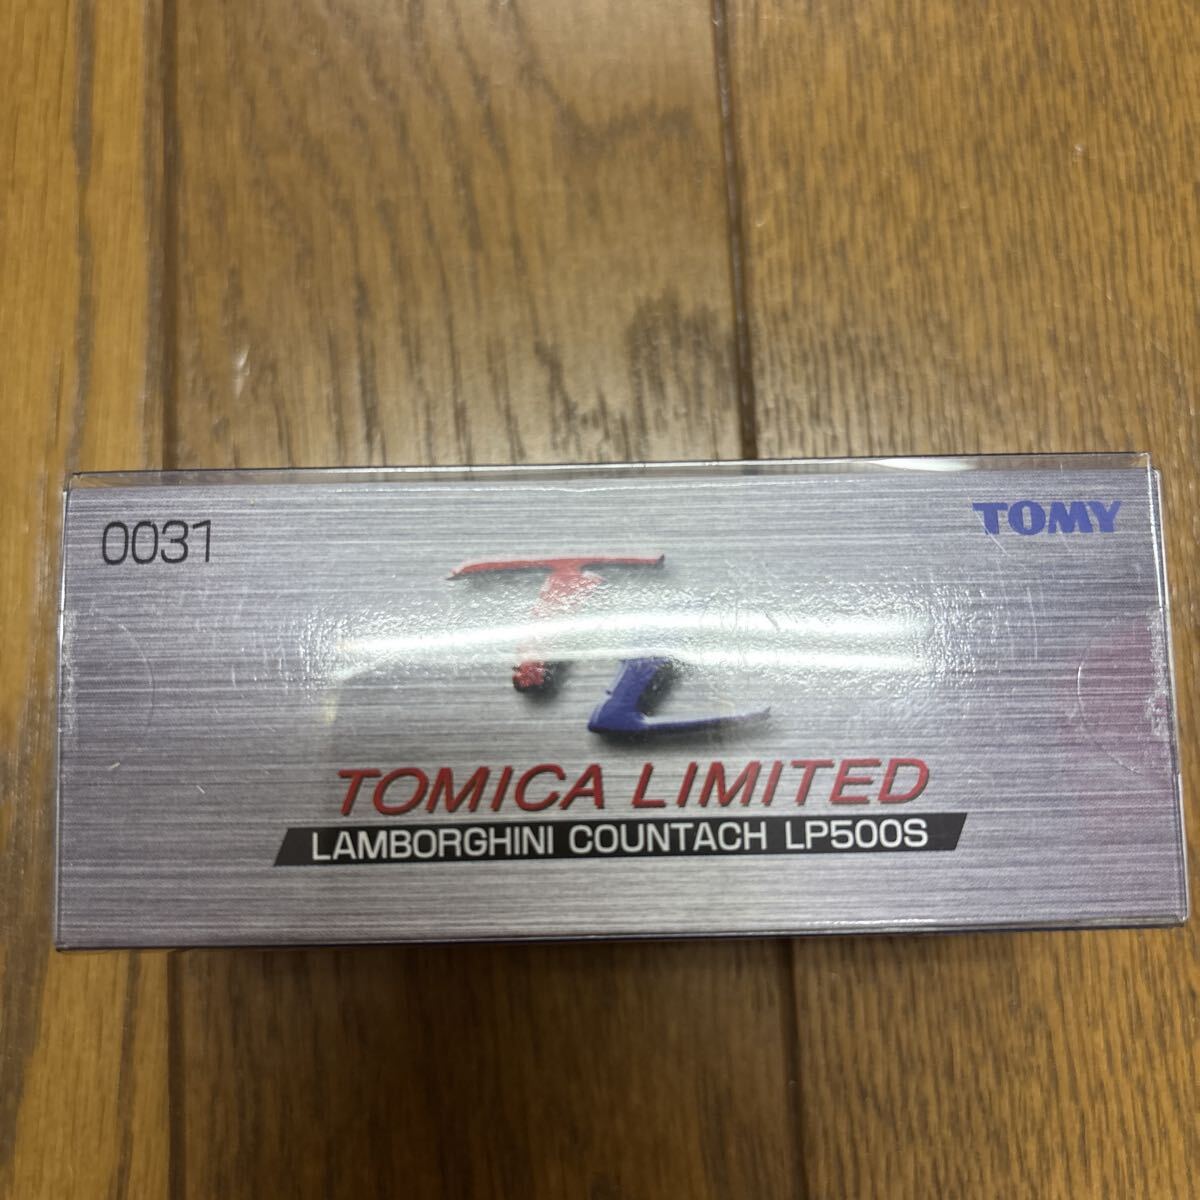 0031
TOMY
TL
TOMICA LIMITED
LAMBORGHINI COUNTACH LP500S